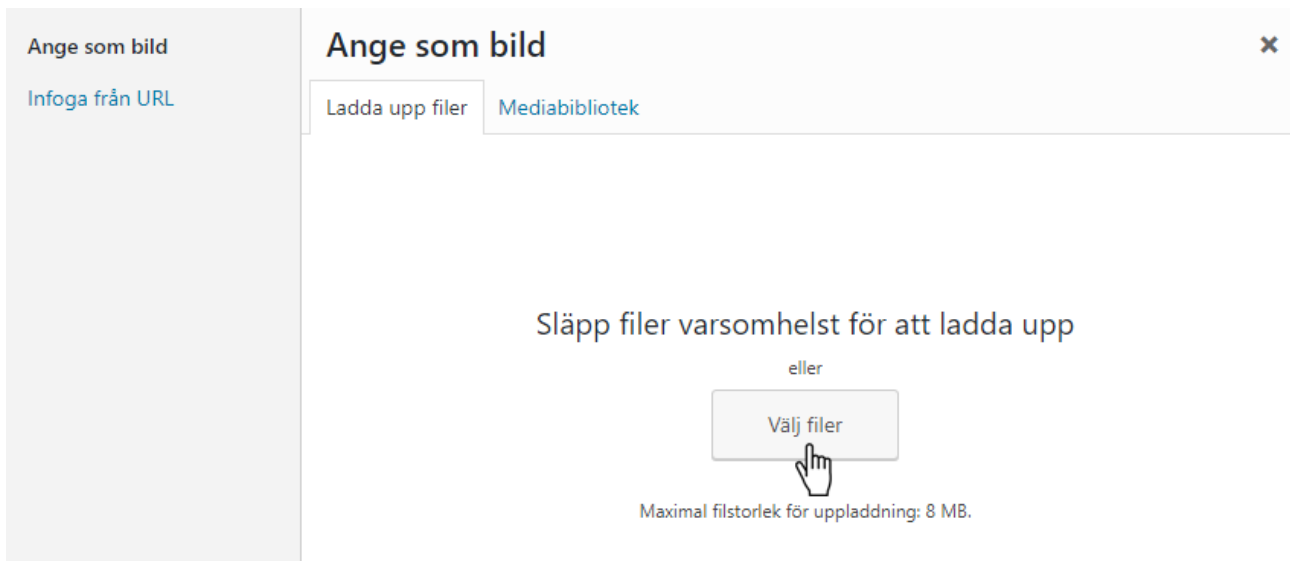 Ange som bild
Infoga från URL
Ange som bild
Ladda upp filer
Mediabibliotek
Släpp filer varsomhelst för att ladda upp
eller
Välj filer
Maximal filstorlek för uppladdning: 8 MB.